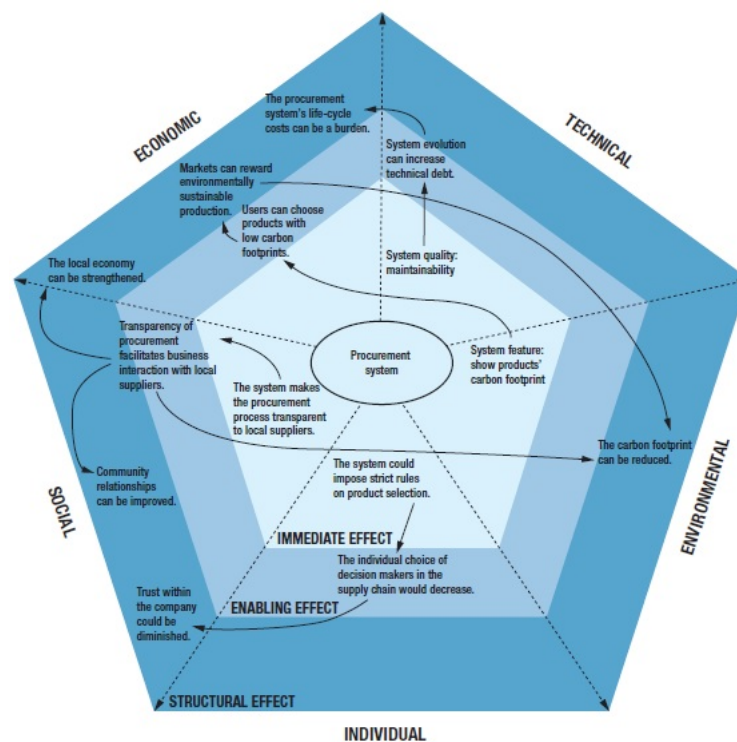 ECONOMIC
TECHNICAL
The procurement
system's life-cycle
costs can be a burden.
System evolution
can increase
technical debt.
Markets can reward
environmentally
sustainable
production.
Users can choose
products with
low carbon
footprints.
System quality:
maintainability
The local economy
can be strengthened.
Transparency of
procurement
facilitates business
interaction with local
suppliers.
Procurement
system
System feature:
show products'
carbon footprint
The system makes
the procurement
process transparent
to local suppliers.
The carbon footprint
can be reduced.
Community
relationships
can be improved.
The system could
impose strict rules
on product selection.
SOCIAL
ENVIRONMENTAL
IMMEDIATE EFFECT
The individual choice of
decision makers in the
supply chain would decrease.
ENABLING EFFECT
Trust within
the company
could be
diminished.
STRUCTURAL EFFECT
INDIVIDUAL